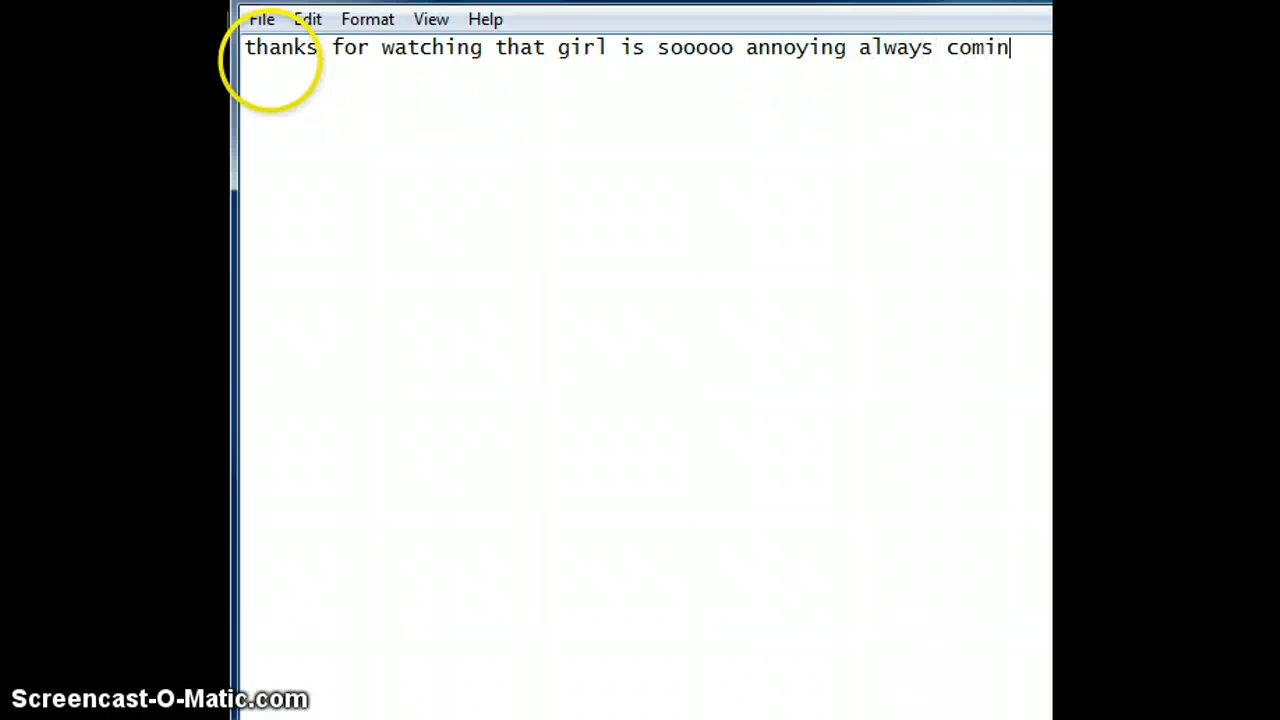 File Edit Format View Help
thanks for watching that girl is sooooo annoying always comin
Screencast-O-Matic.com